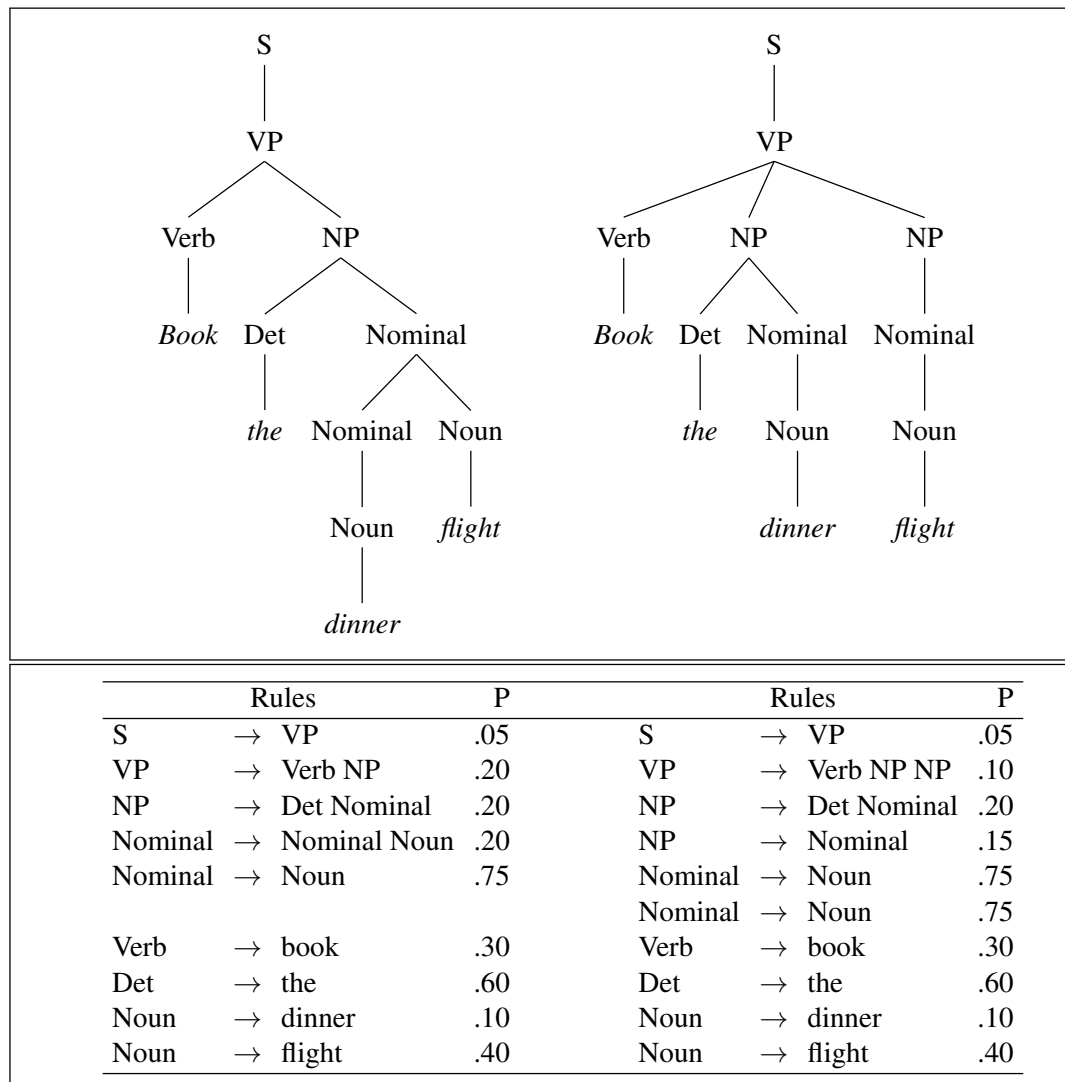 S S
VP VP
Verb NP Verb NP NP
Book Det Nominal Book Det Nominal Nominal
the Nominal Noun the Noun Noun
Noun flight dinner flight
dinner
Rules P Rules P
S → VP .05 S → VP .05
VP → Verb NP .20 VP → Verb NP NP .10
NP → Det Nominal .20 NP → Det Nominal .20
Nominal → Nominal Noun .20 NP → Nominal .15
Nominal → Noun .75 Nominal → Noun .75
Nominal → Noun .75
Verb → book .30 Verb → book .30
Det → the .60 Det → the .60
Noun → dinner .10 Noun → dinner .10
Noun → flight .40 Noun → flight .40